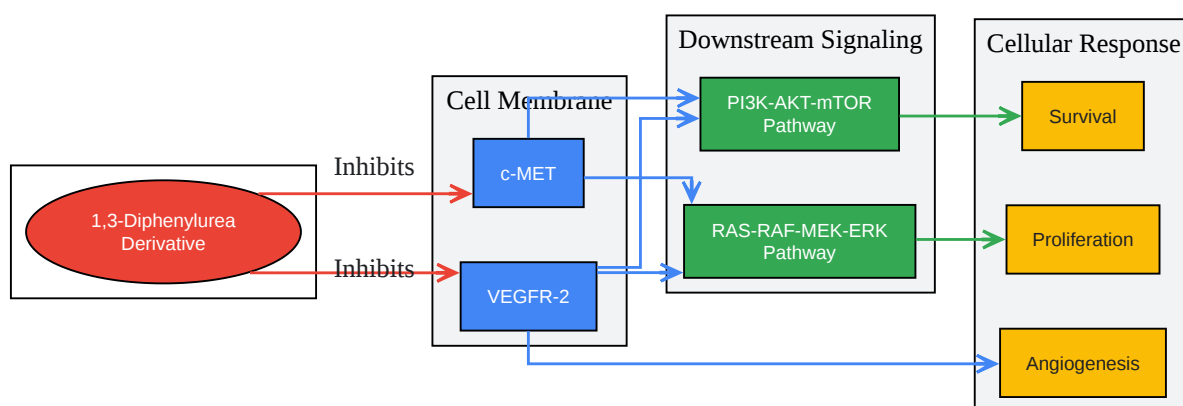 Downstream Signaling
Cellular Response
Cell Membrane
PI3K-AKT-mTOR
Pathway
Survival
Inhibits
c-MET
1,3-Diphenylurea
Derivative
RAS-RAF-MEK-ERK
Pathway
Proliferation
Inhibits
VEGFR-2
Angiogenesis